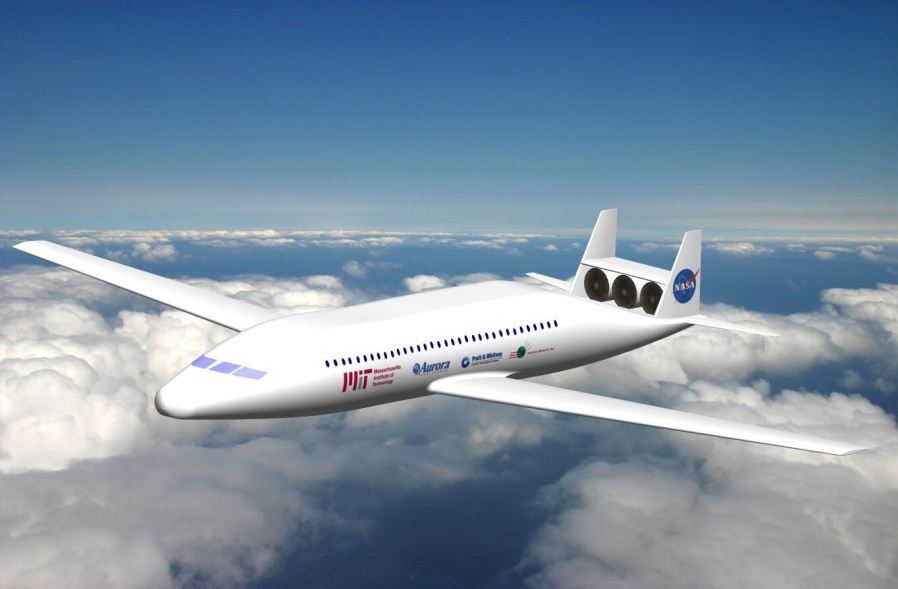 MIT
Massachusetts
Institute of
Technology
Aurora
Pratt & Whitney
NASA